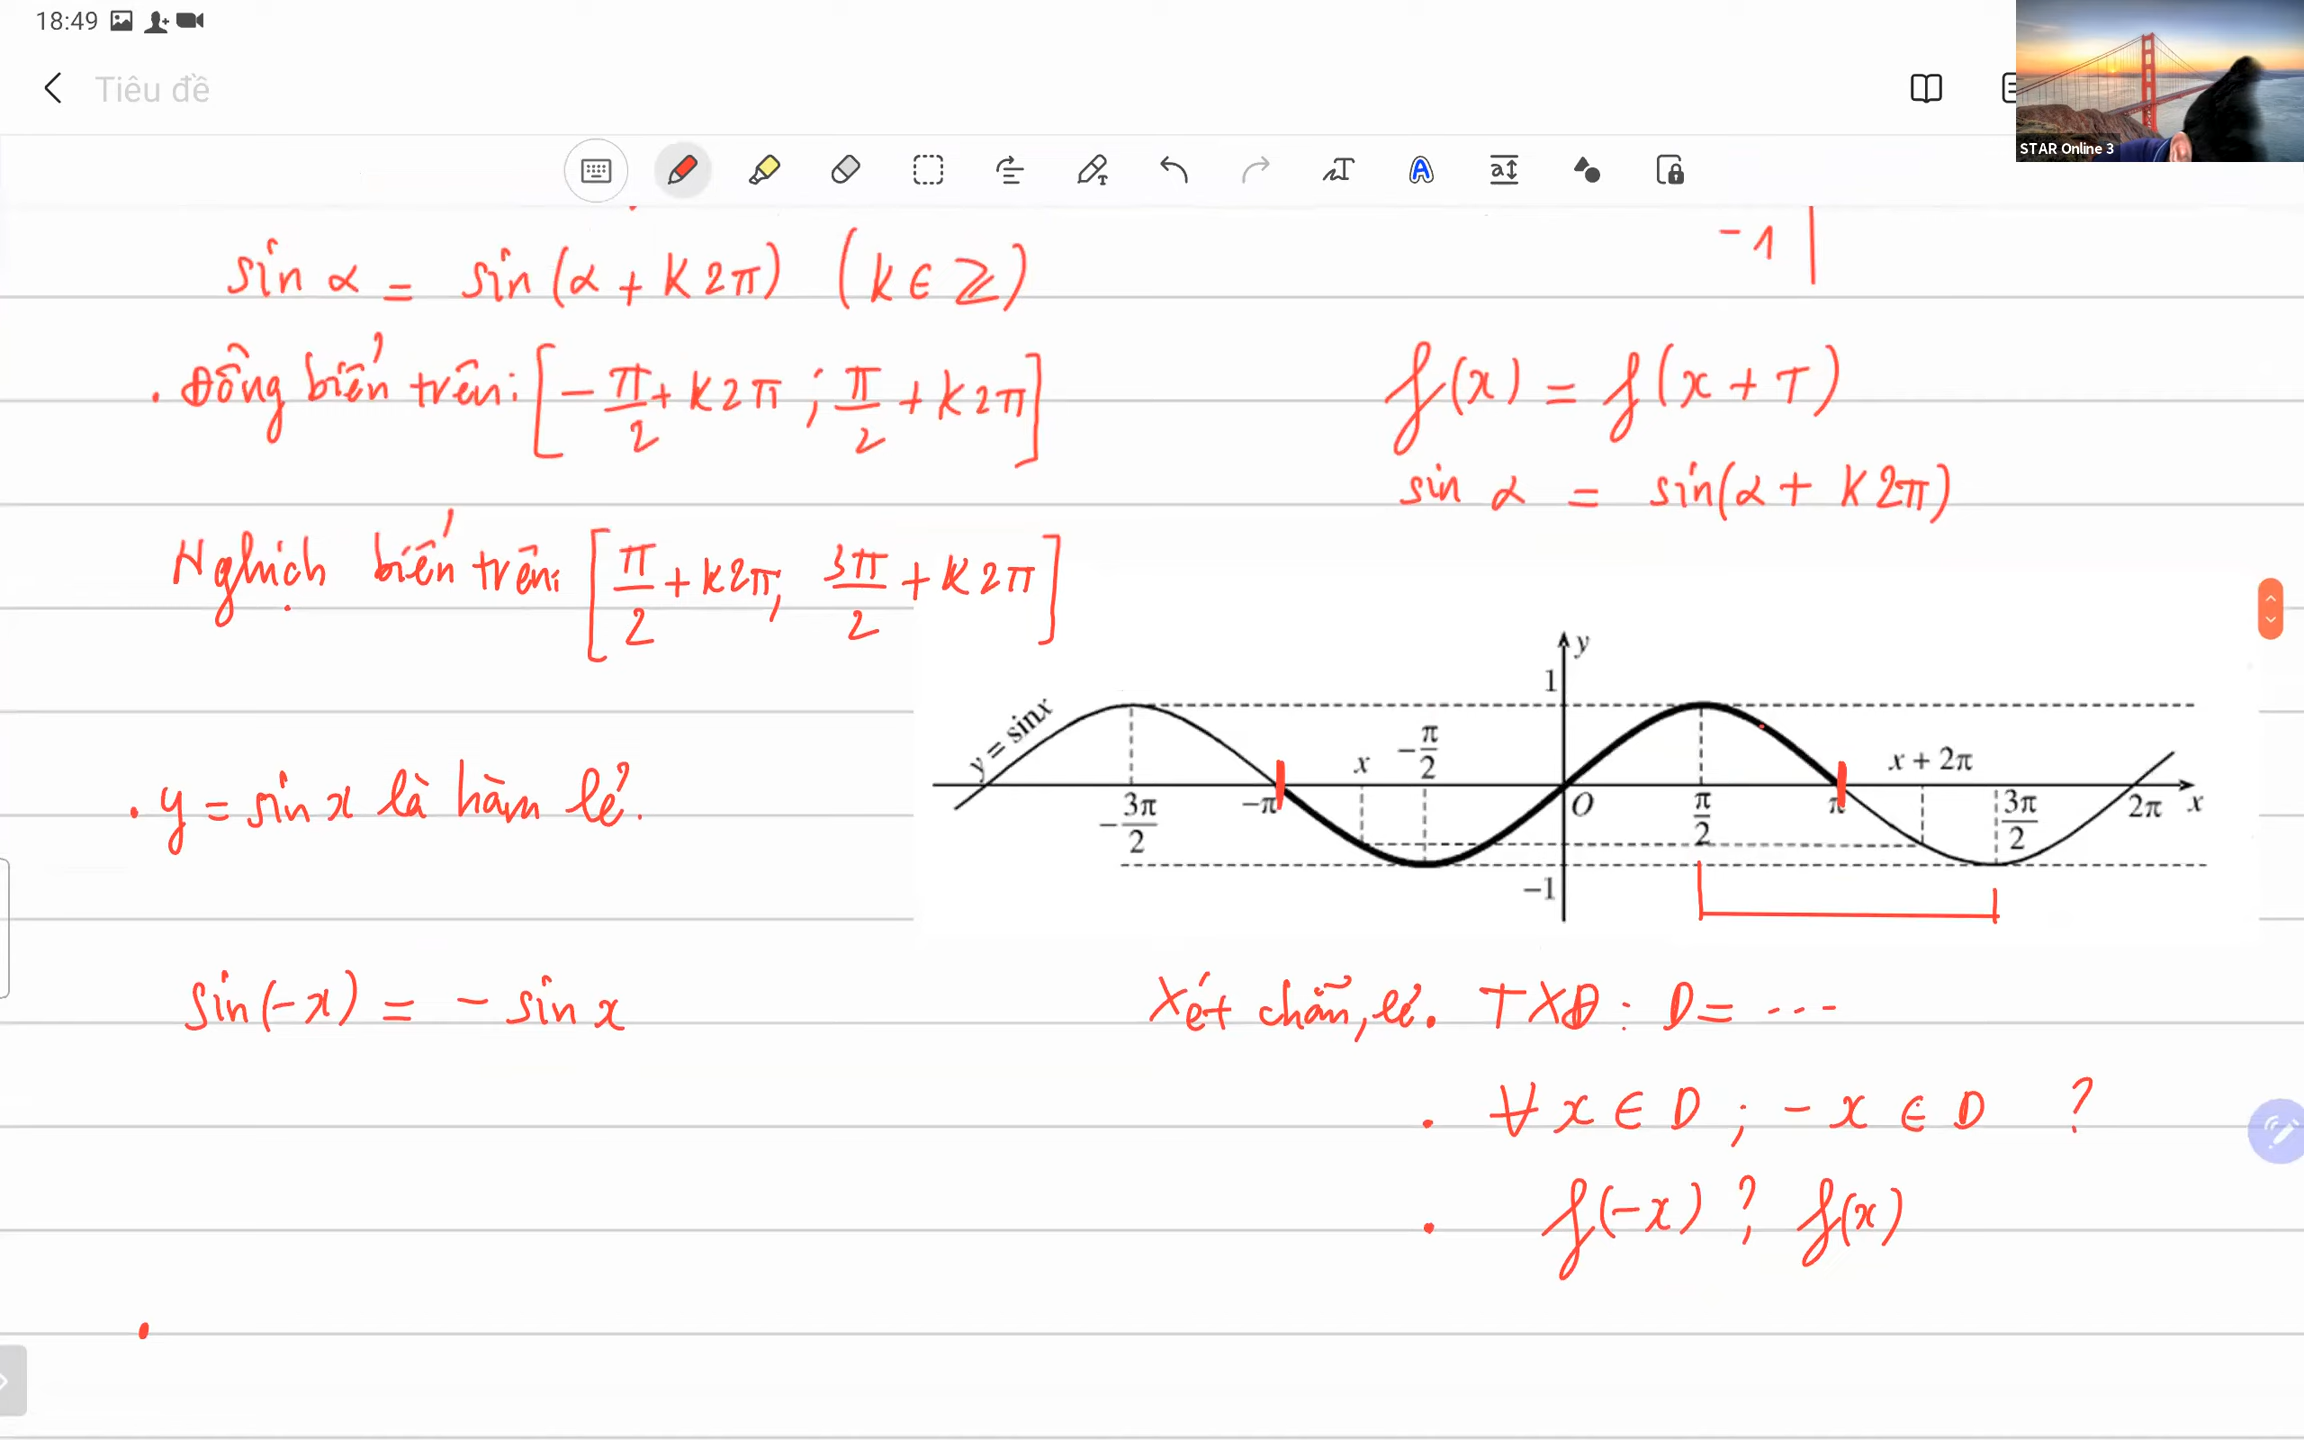 18:49
Tiêu đề
STAR Online 3
-1
sin α = sin(α + k2π) (k ∈ Z)
. Đồng biến trên: [-π/2 + k2π ; π/2 + k2π]
f(x) = f(x + T)
sin α = sin(α + k2π)
Nghịch biến trên: [π/2 + k2π; 3π/2 + k2π]
y
1
y = sinx
x
-π/2
x + 2π
-3π/2
-π
O
π/2
π
3π/2
2π
x
-1
. y = sin x là hàm lẻ.
sin(-x) = - sin x
Xét chẵn, lẻ. TXĐ: D = ...
. ∀x ∈ D ; -x ∈ D ?
. f(-x) ? f(x)
.